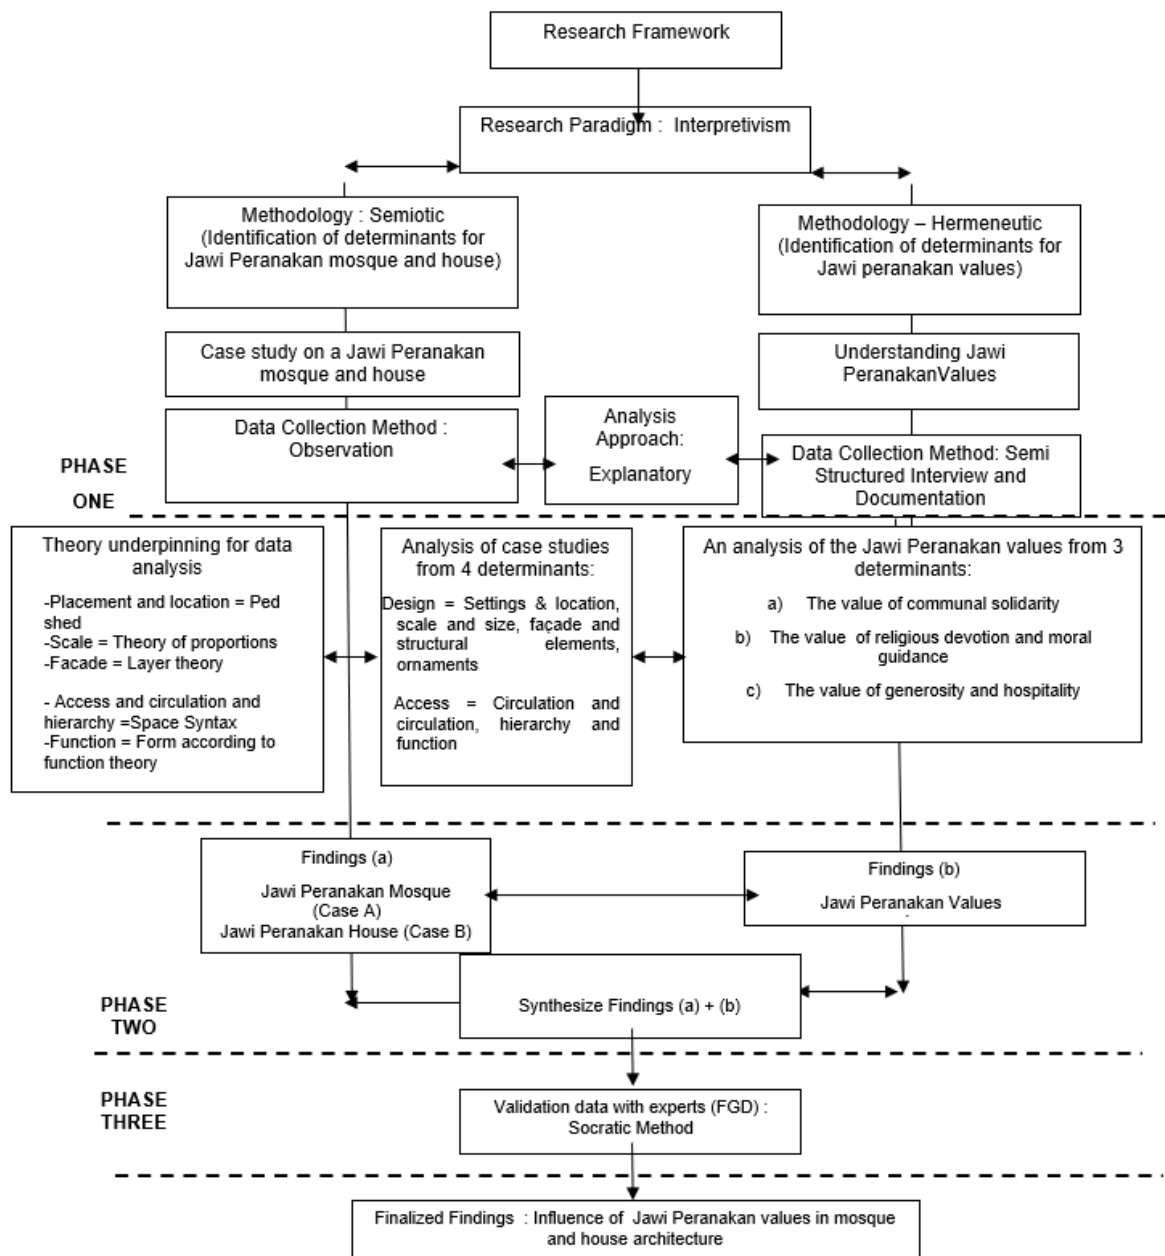 Research Framework
Research Paradigm : Interpretivism
Methodology : Semiotic
(Identification of determinants for
Jawi Peranakan mosque and house)
Methodology – Hermeneutic
(Identification of determinants for
Jawi peranakan values)
Case study on a Jawi Peranakan
mosque and house
Understanding Jawi
PeranakanValues
Data Collection Method :
Observation
Analysis
Approach:
Explanatory
Data Collection Method: Semi
Structured Interview and
Documentation
PHASE
ONE
Theory underpinning for data
analysis
-Placement and location = Ped
shed
-Scale = Theory of proportions
-Facade = Layer theory
- Access and circulation and
hierarchy =Space Syntax
-Function = Form according to
function theory
Analysis of case studies
from 4 determinants:
Design = Settings & location,
scale and size, façade and
structural elements,
ornaments
Access = Circulation and
circulation, hierarchy and
function
An analysis of the Jawi Peranakan values from 3
determinants:
a) The value of communal solidarity
b) The value of religious devotion and moral
guidance
c) The value of generosity and hospitality
Findings (a)
Jawi Peranakan Mosque
(Case A)
Jawi Peranakan House (Case B)
Findings (b)
Jawi Peranakan Values
PHASE
TWO
Synthesize Findings (a) + (b)
PHASE
THREE
Validation data with experts (FGD) :
Socratic Method
Finalized Findings : Influence of Jawi Peranakan values in mosque
and house architecture